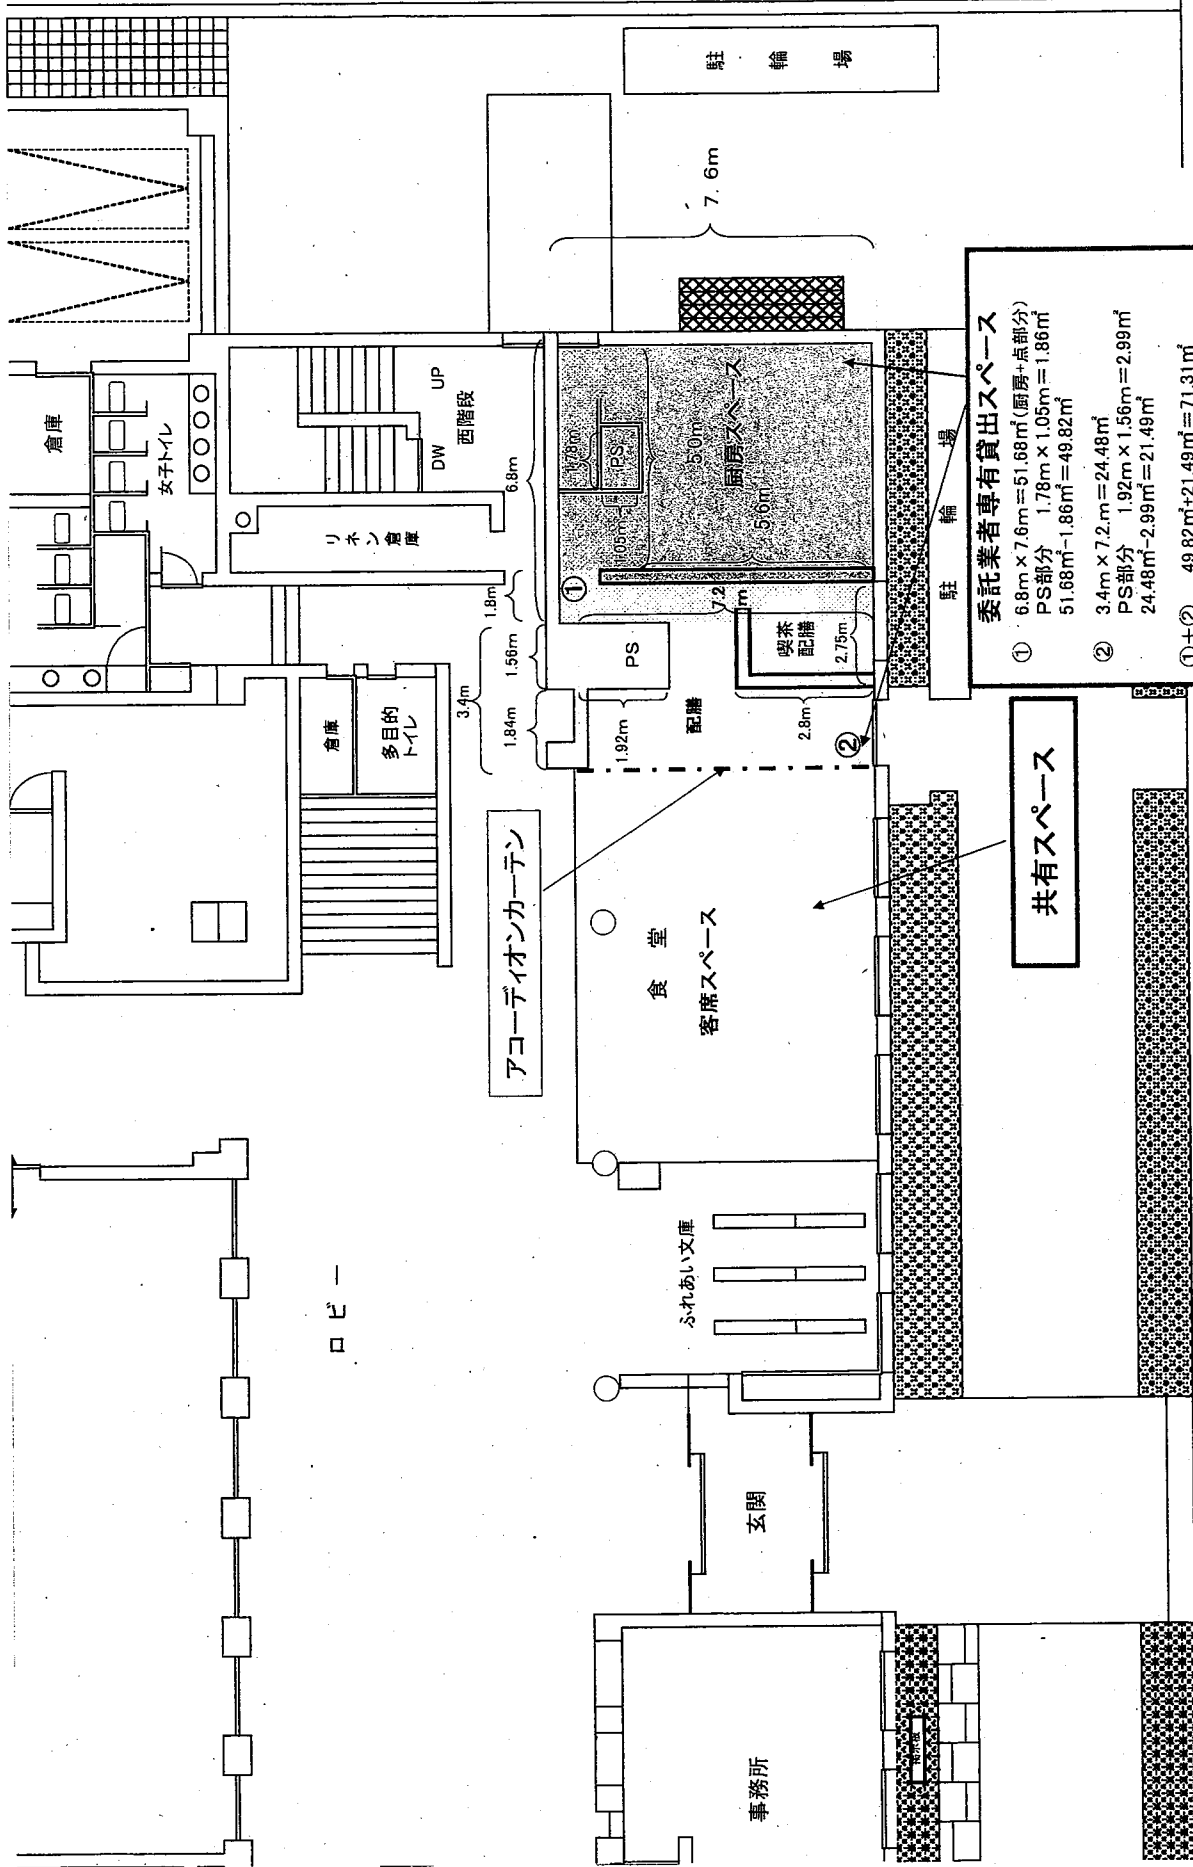 駐輪場
7.6m
倉庫
女子トイレ
UP
DW
西階段
リネン倉庫
6.8m
1.8m
3.4m
1.56m
1.84m
倉庫
多目的
トイレ
①
1.78m
PS
1.05m
5.0m
厨房スペース
5.6m
7.2m
PS
1.92m
配膳
喫茶
配膳
2.75m
2.8m
②
アコーディオンカーテン
食堂
客席スペース
共有スペース
駐輪場
委託業者専有貸出スペース
① 6.8m×7.6m=51.68㎡(厨房+点部分)
PS部分 1.78m×1.05m=1.86㎡
51.68㎡-1.86㎡=49.82㎡
② 3.4m×7.2.m=24.48㎡
PS部分 1.92m×1.56m=2.99㎡
24.48㎡-2.99㎡=21.49㎡
①+② 49.82㎡+21.49㎡=71.31㎡
ふれあい文庫
ロビー
玄関
事務所